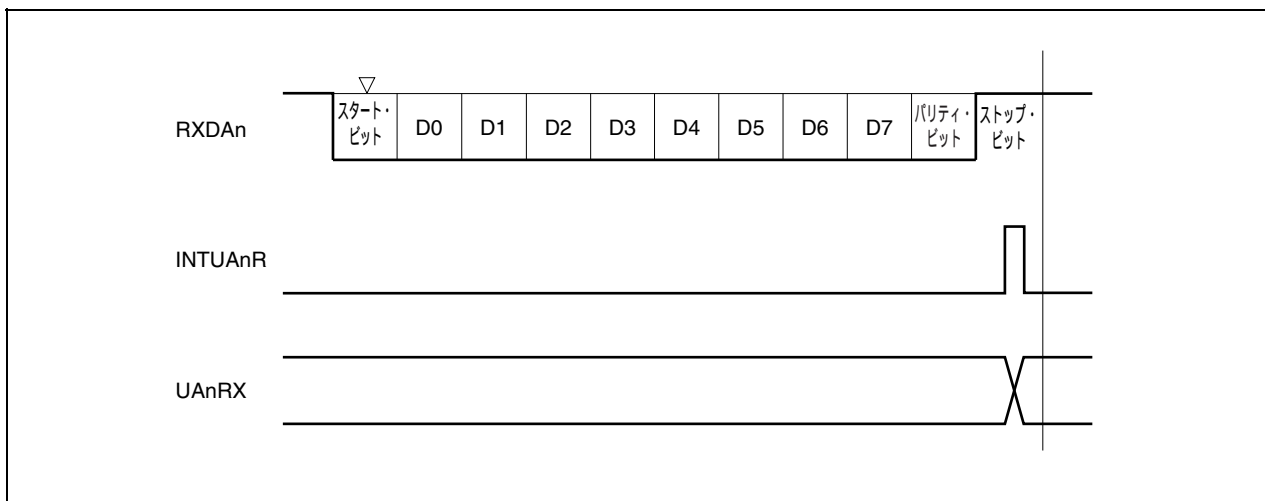 RXDAn
スタート・
ビット
D0
D1
D2
D3
D4
D5
D6
D7
パリティ・
ビット
ストップ・
ビット
INTUAnR
UAnRX